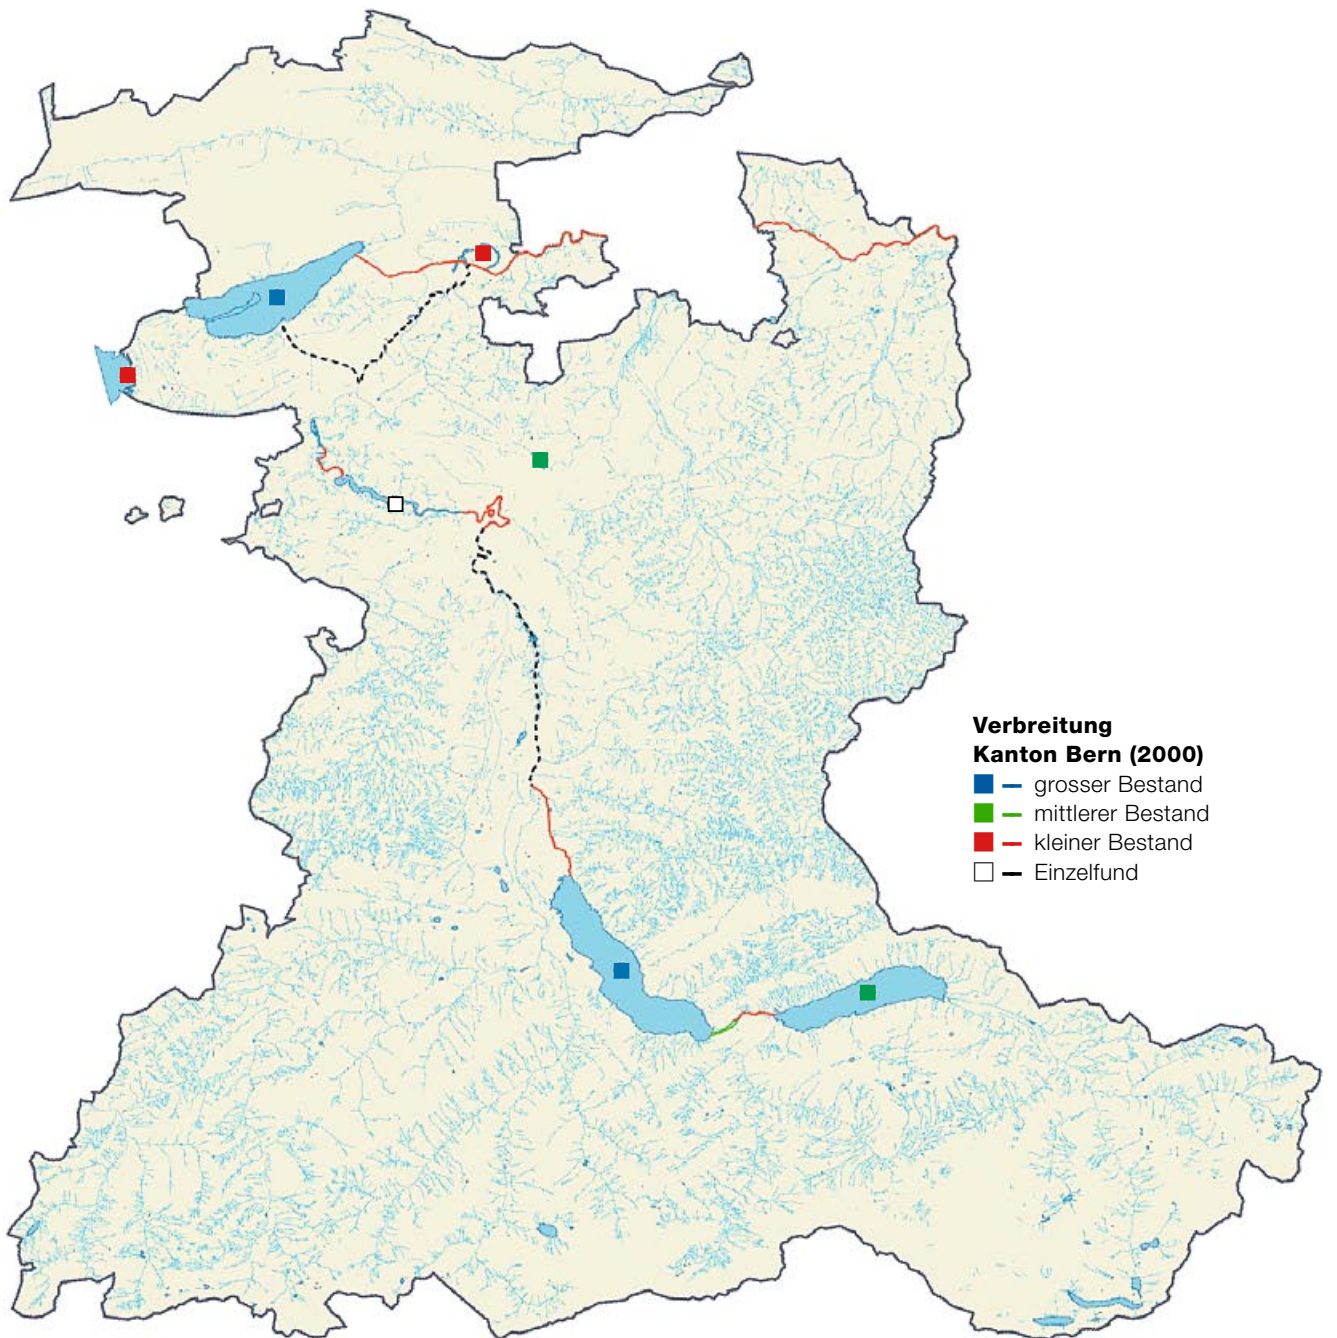 Verbreitung
Kanton Bern (2000)
grosser Bestand
mittlerer Bestand
kleiner Bestand
Einzelfund